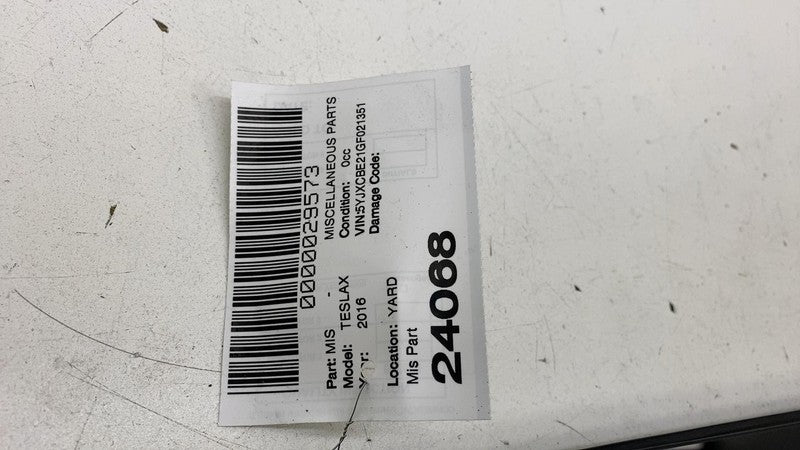 0000029573
Part: MIS - MISCELLANEOUS PARTS
Model: TESLAX Condition: 0cc
Year: 2016 VIN:5YJXCBE21GF021351
Damage Code:
Location: YARD
Mis Part
24068